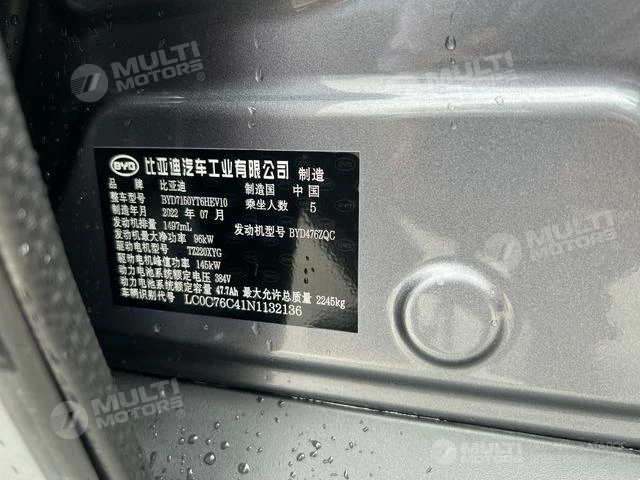 MULTI MOTORS®
MULTI MOTORS®
BYD 比亚迪汽车工业有限公司 制造
品 牌 比亚迪 制造国 中 国
整车型号 BYD7150YT6HEV10 乘坐人数 5
制造年月 2022 年 07 月
发动机排量 1497mL 发动机型号 BYD476ZQC
发动机最大净功率 96kW
驱动电机型号 TZ220XYG
驱动电机峰值功率 145kW
动力电池系统额定电压 384V
动力电池系统额定容量 47.7Ah 最大允许总质量 2245kg
车辆识别代号 LC0C76C41N1132136
MULTI MOTORS®
MULTI MOTORS